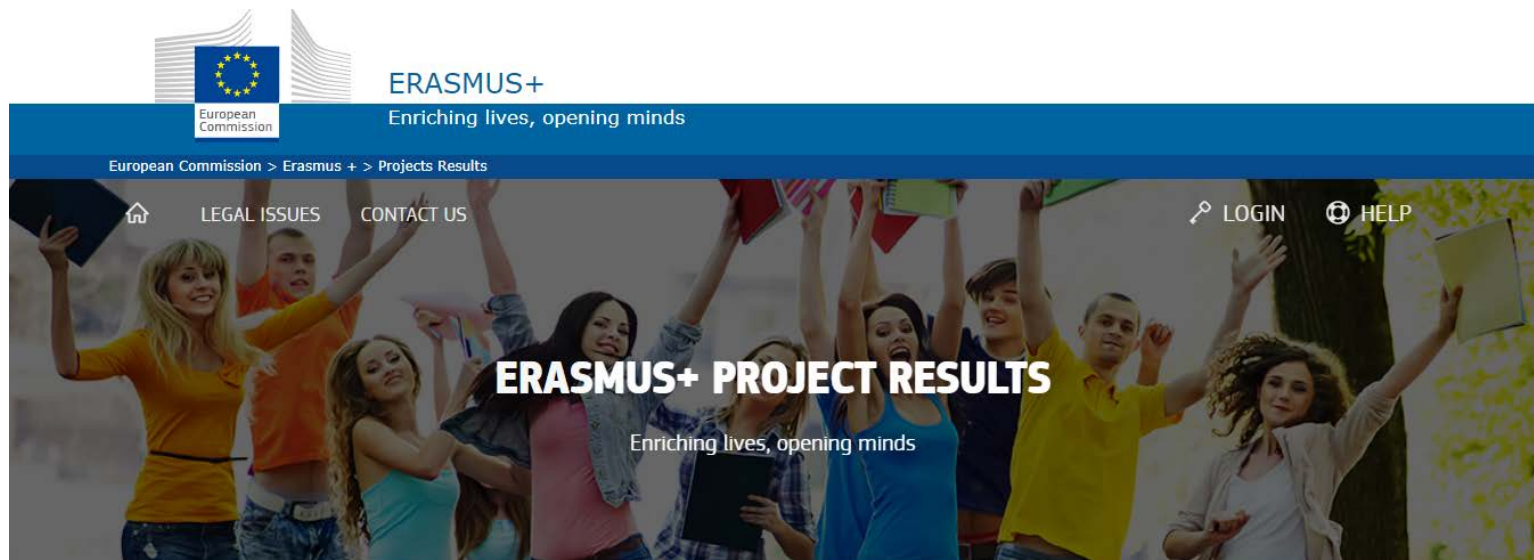 ERASMUS+
European
Commission
Enriching lives, opening minds
European Commission > Erasmus + > Projects Results
LEGAL ISSUES CONTACT US LOGIN HELP
ERASMUS+ PROJECT RESULTS
Enriching lives, opening minds